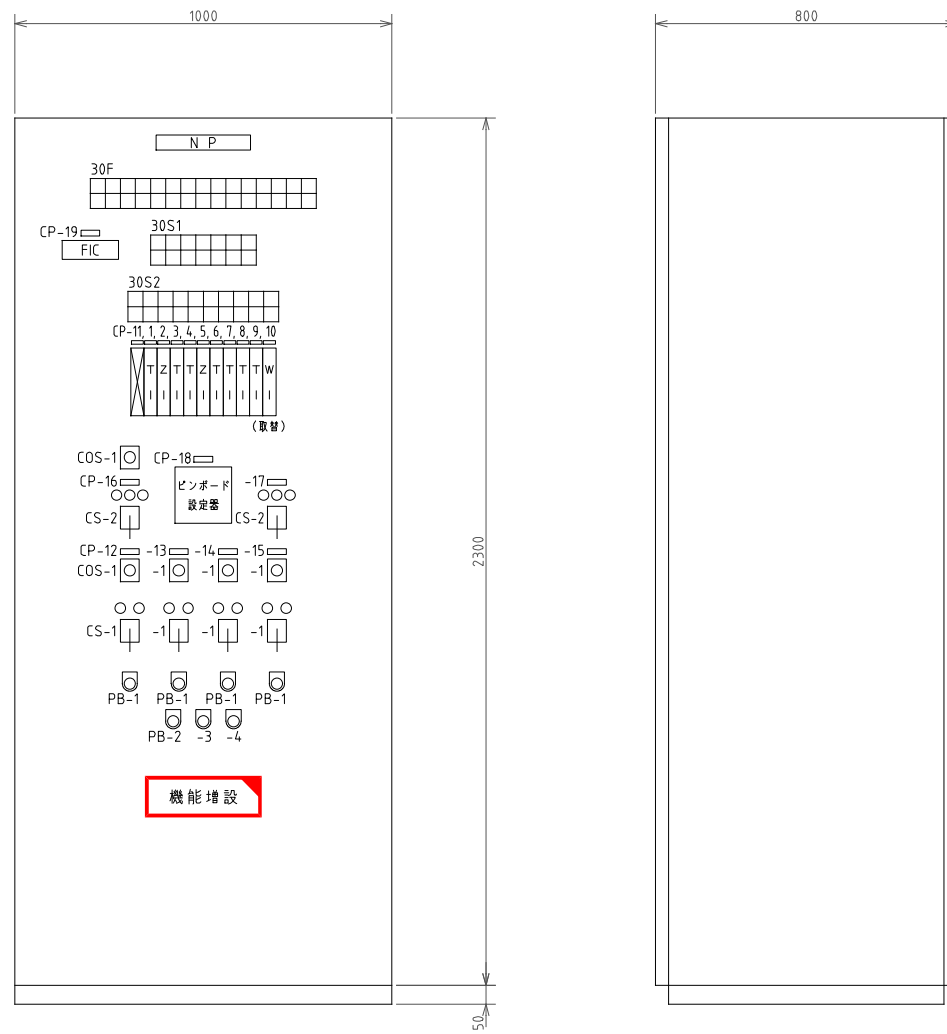 1000
800
N P
30F
CP-19
FIC
30S1
30S2
CP-11, 1, 2, 3, 4, 5, 6, 7, 8, 9, 10
T Z T T Z T T T T W
I I I I I I I I I I
(取替)
COS-1
CP-18
CP-16
ピンボード
設定器
-17
CS-2
CS-2
CP-12
-13
-14
-15
COS-1
-1
-1
-1
2300
CS-1
-1
-1
-1
PB-1
PB-1
PB-1
PB-1
PB-2
-3
-4
機能増設
50